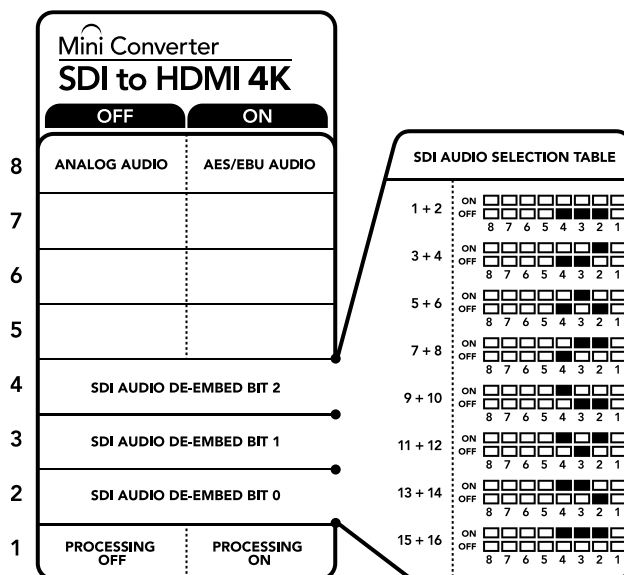 Mini Converter
SDI to HDMI 4K
OFF ON
8 ANALOG AUDIO AES/EBU AUDIO
7
6
5
4 SDI AUDIO DE-EMBED BIT 2
3 SDI AUDIO DE-EMBED BIT 1
2 SDI AUDIO DE-EMBED BIT 0
1 PROCESSING OFF PROCESSING ON
SDI AUDIO SELECTION TABLE
1 + 2 ON
OFF
8 7 6 5 4 3 2 1
3 + 4 ON
OFF
8 7 6 5 4 3 2 1
5 + 6 ON
OFF
8 7 6 5 4 3 2 1
7 + 8 ON
OFF
8 7 6 5 4 3 2 1
9 + 10 ON
OFF
8 7 6 5 4 3 2 1
11 + 12 ON
OFF
8 7 6 5 4 3 2 1
13 + 14 ON
OFF
8 7 6 5 4 3 2 1
15 + 16 ON
OFF
8 7 6 5 4 3 2 1